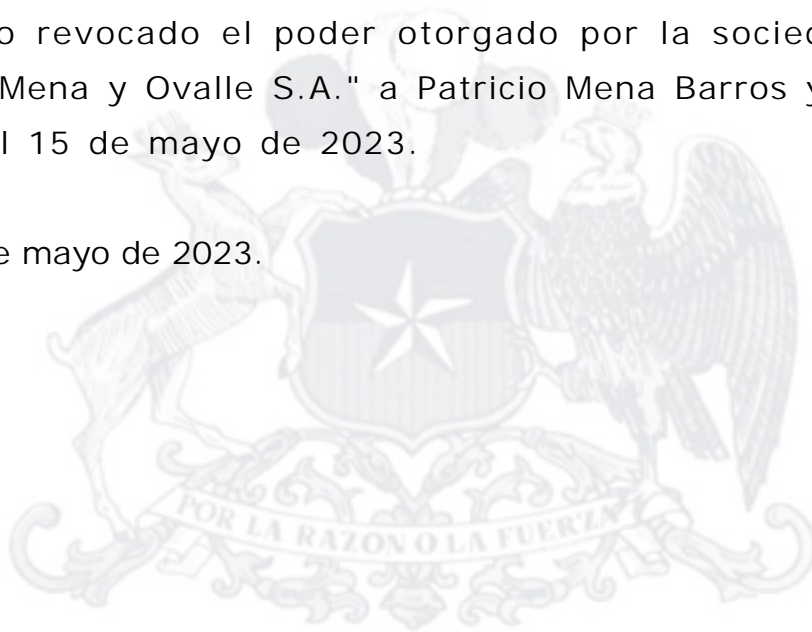 o revocado el poder otorgado por la socied
Mena y Ovalle S.A." a Patricio Mena Barros y
l 15 de mayo de 2023.
e mayo de 2023.
POR LA RAZON O LA FUERZA